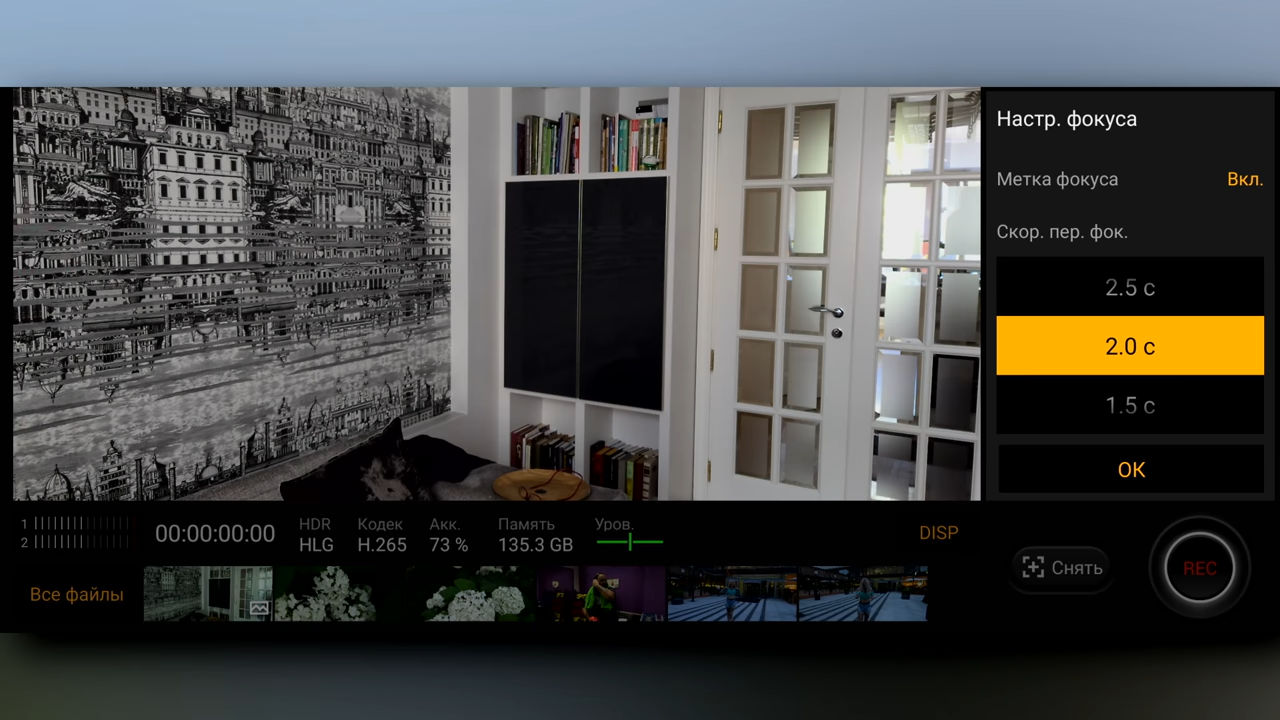 Настр. фокуса
Метка фокуса Вкл.
Скор. пер. фок.
2.5 с
2.0 с
1.5 с
OK
1
2
00:00:00:00
HDR
HLG
Кодек
H.265
Акк.
73 %
Память
135.3 GB
Уров.
DISP
Все файлы
Снять
REC